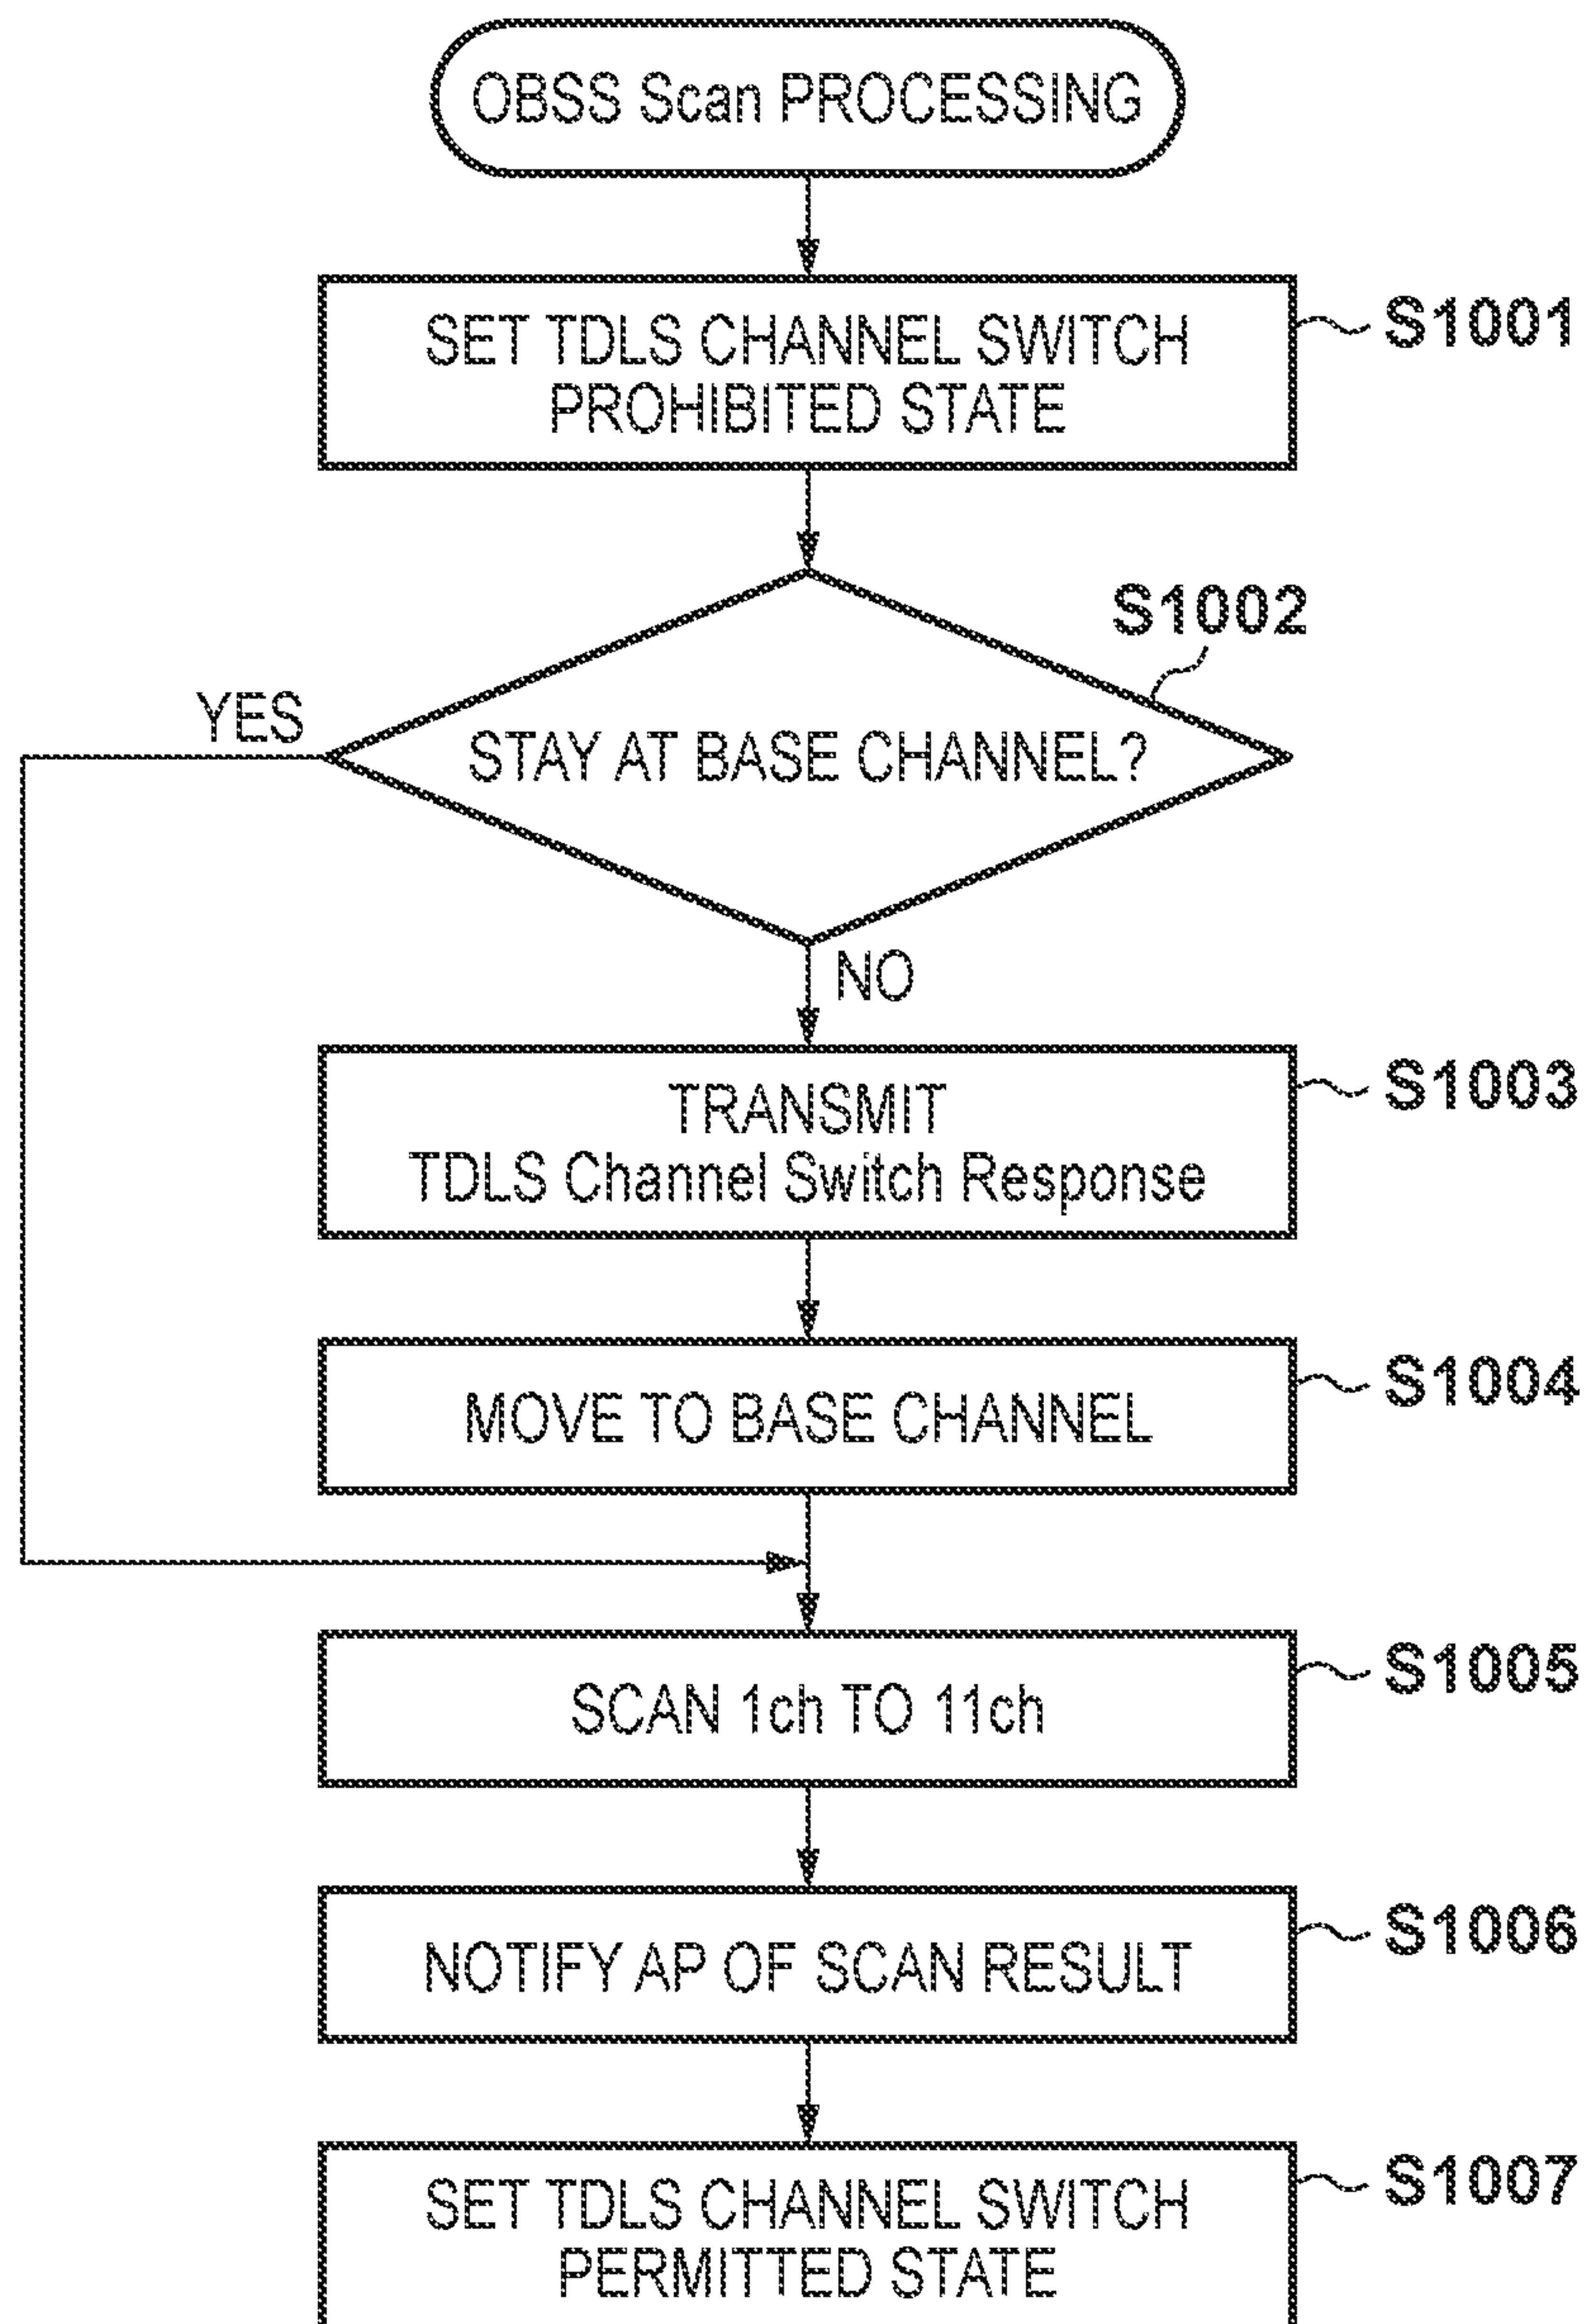 OBSS Scan PROCESSING
SET TDLS CHANNEL SWITCH
PROHIBITED STATE
S1001
S1002
YES
STAY AT BASE CHANNEL?
NO
TRANSMIT
TDLS Channel Switch Response
S1003
MOVE TO BASE CHANNEL
S1004
SCAN 1ch TO 11ch
S1005
NOTIFY AP OF SCAN RESULT
S1006
SET TDLS CHANNEL SWITCH
PERMITTED STATE
S1007